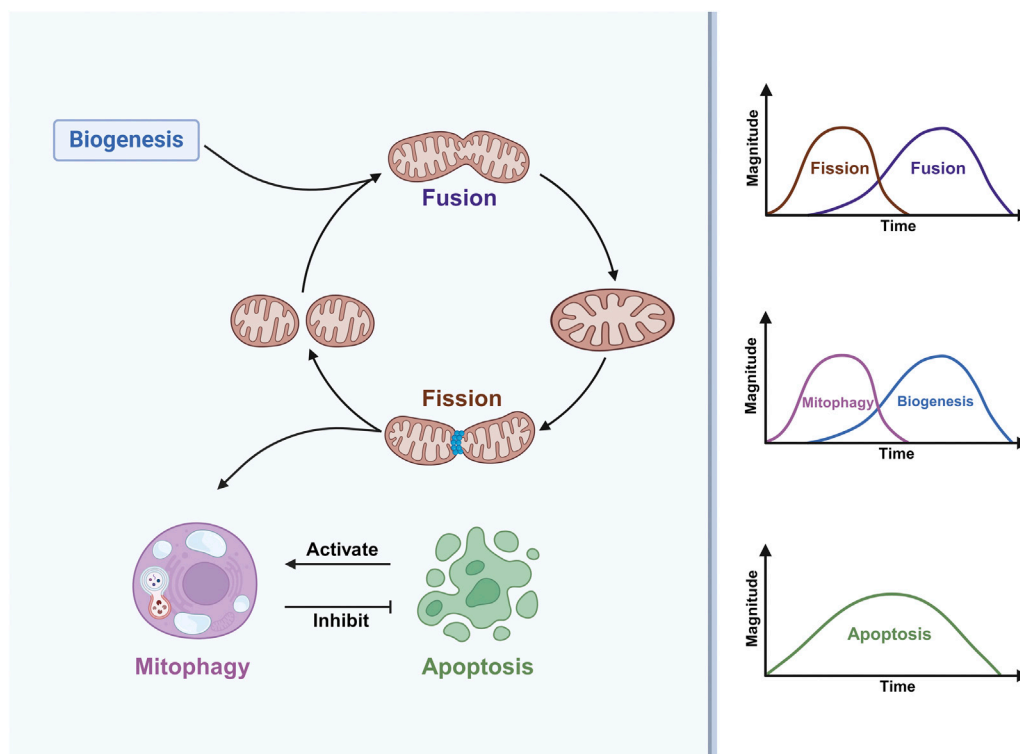 Biogenesis
Fusion
Fission
Activate
Inhibit
Mitophagy
Apoptosis
Magnitude
Fission
Fusion
Time
Magnitude
Mitophagy
Biogenesis
Time
Magnitude
Apoptosis
Time